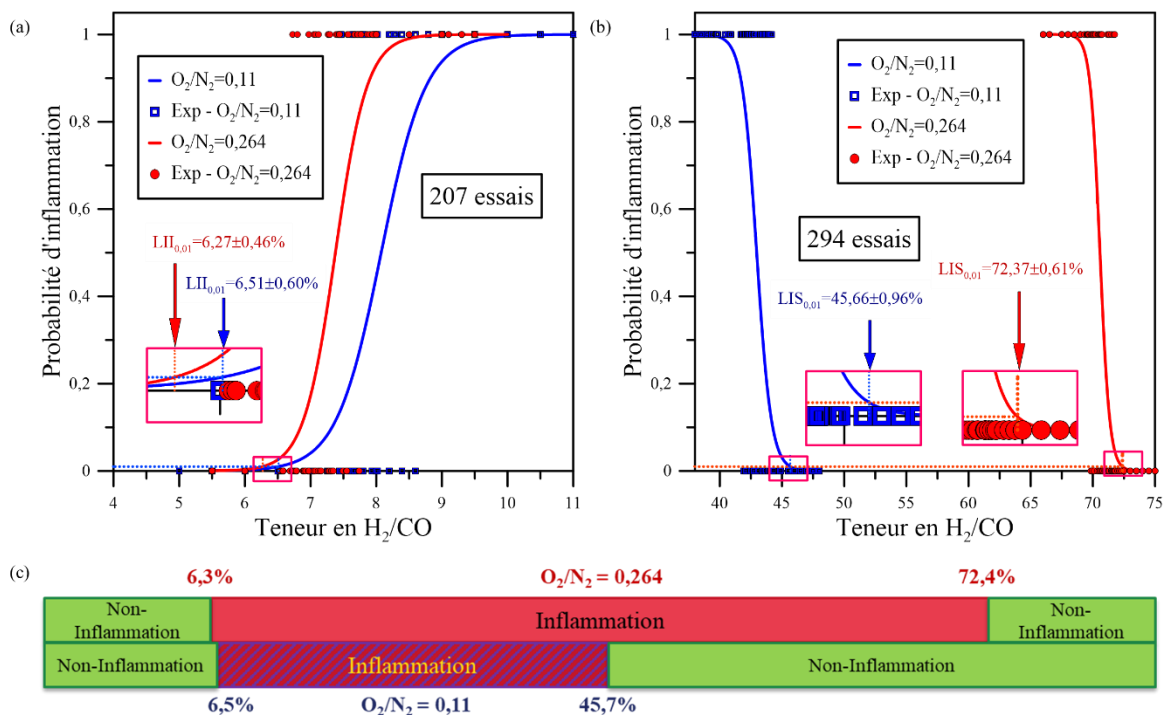 (a)
Probabilité d'inflammation
1
0,8
0,6
0,4
0,2
0
O₂/N₂=0,11
Exp - O₂/N₂=0,11
O₂/N₂=0,264
Exp - O₂/N₂=0,264
207 essais
LII₀,₀₁=6,27±0,46%
LII₀,₀₁=6,51±0,60%
4 5 6 7 8 9 10 11
Teneur en H₂/CO
(b)
Probabilité d'inflammation
1
0,8
0,6
0,4
0,2
0
O₂/N₂=0,11
Exp - O₂/N₂=0,11
O₂/N₂=0,264
Exp - O₂/N₂=0,264
294 essais
LIS₀,₀₁=45,66±0,96%
LIS₀,₀₁=72,37±0,61%
40 45 50 55 60 65 70 75
Teneur en H₂/CO
(c)
6,3% O₂/N₂ = 0,264 72,4%
Non-
Inflammation
Inflammation
Non-
Inflammation
Non-Inflammation
Inflammation
Non-Inflammation
6,5% O₂/N₂ = 0,11 45,7%